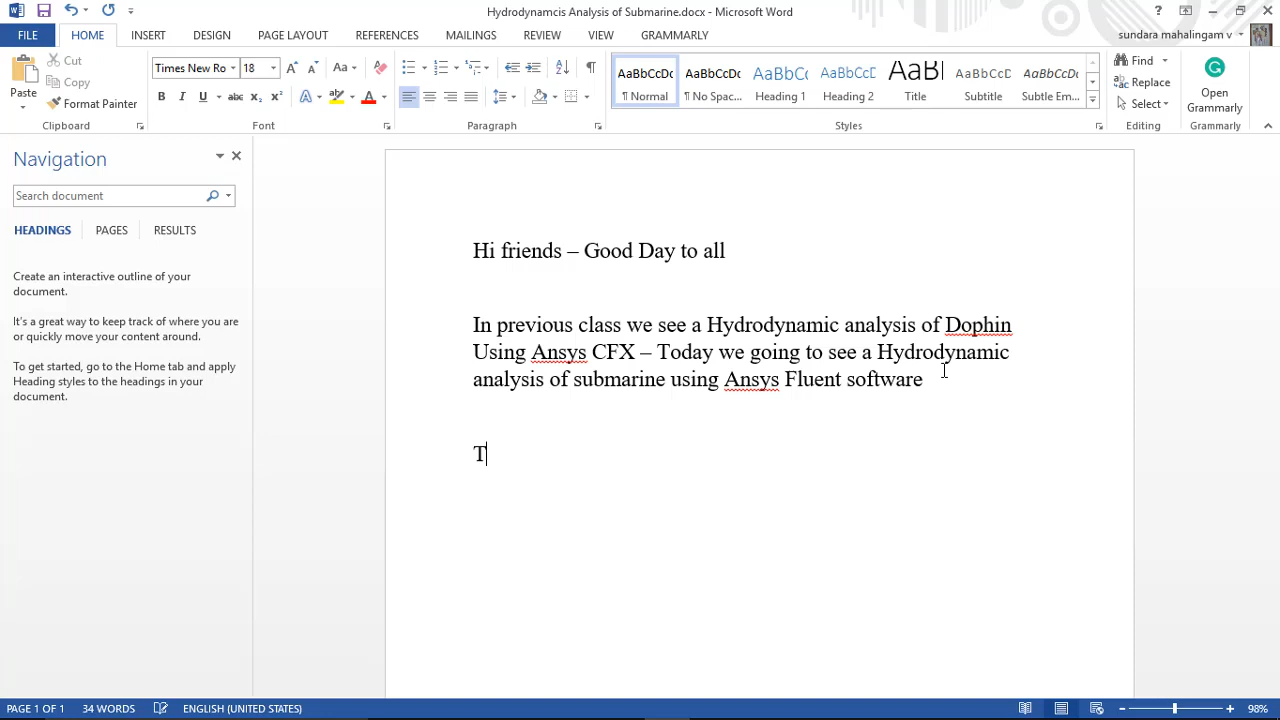 Hydrodynamcis Analysis of Submarine.docx - Microsoft Word
FILE HOME INSERT DESIGN PAGE LAYOUT REFERENCES MAILINGS REVIEW VIEW GRAMMARLY sundara mahalingam v
Cut
Copy
Format Painter
Paste
Clipboard
Times New Ro 18
Font
Paragraph
AaBbCcDc AaBbCcDc AaBbCc AaBbCcD AaBl AaBbCcD AaBbCcDc
¶ Normal ¶ No Spac... Heading 1 Heading 2 Title Subtitle Subtle Em...
Styles
Find
Replace
Select
Editing
Open
Grammarly
Grammarly
Navigation
Search document
HEADINGS PAGES RESULTS
Create an interactive outline of your
document.
It's a great way to keep track of where you are
or quickly move your content around.
To get started, go to the Home tab and apply
Heading styles to the headings in your
document.
Hi friends – Good Day to all
In previous class we see a Hydrodynamic analysis of Dophin
Using Ansys CFX – Today we going to see a Hydrodynamic
analysis of submarine using Ansys Fluent software
T
PAGE 1 OF 1 34 WORDS ENGLISH (UNITED STATES) 98%